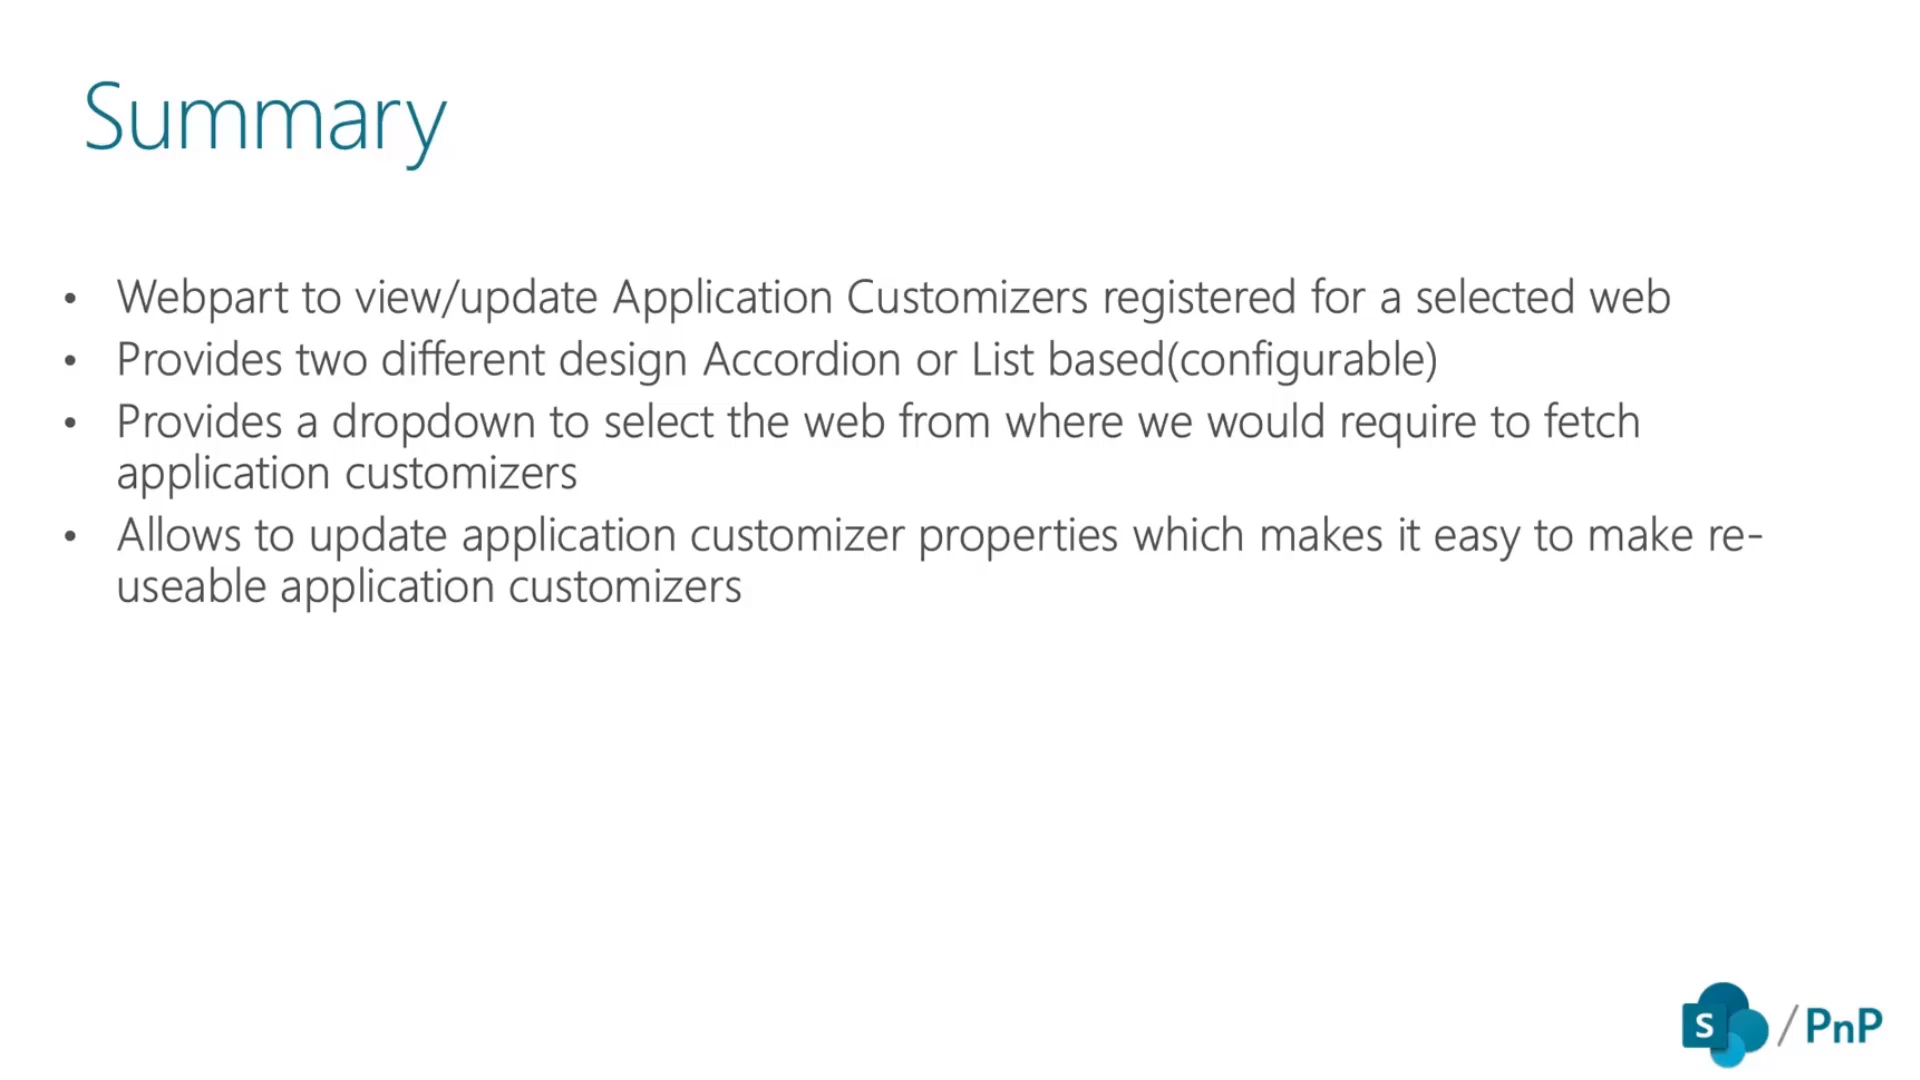 Summary
• Webpart to view/update Application Customizers registered for a selected web
• Provides two different design Accordion or List based(configurable)
• Provides a dropdown to select the web from where we would require to fetch
application customizers
• Allows to update application customizer properties which makes it easy to make re-
useable application customizers
S / PnP